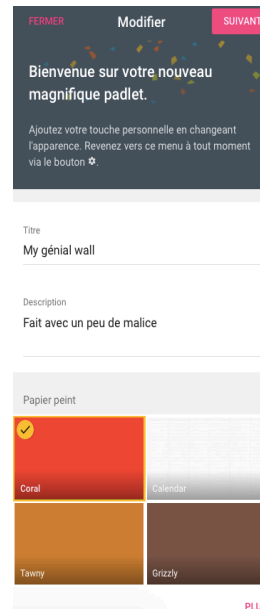 FERMER Modifier SUIVANT
Bienvenue sur votre nouveau
magnifique padlet.
Ajoutez votre touche personnelle en changeant
l'apparence. Revenez vers ce menu à tout moment
via le bouton .
Titre
My génial wall
Description
Fait avec un peu de malice
Papier peint
Coral Calendar
Tawny Grizzly